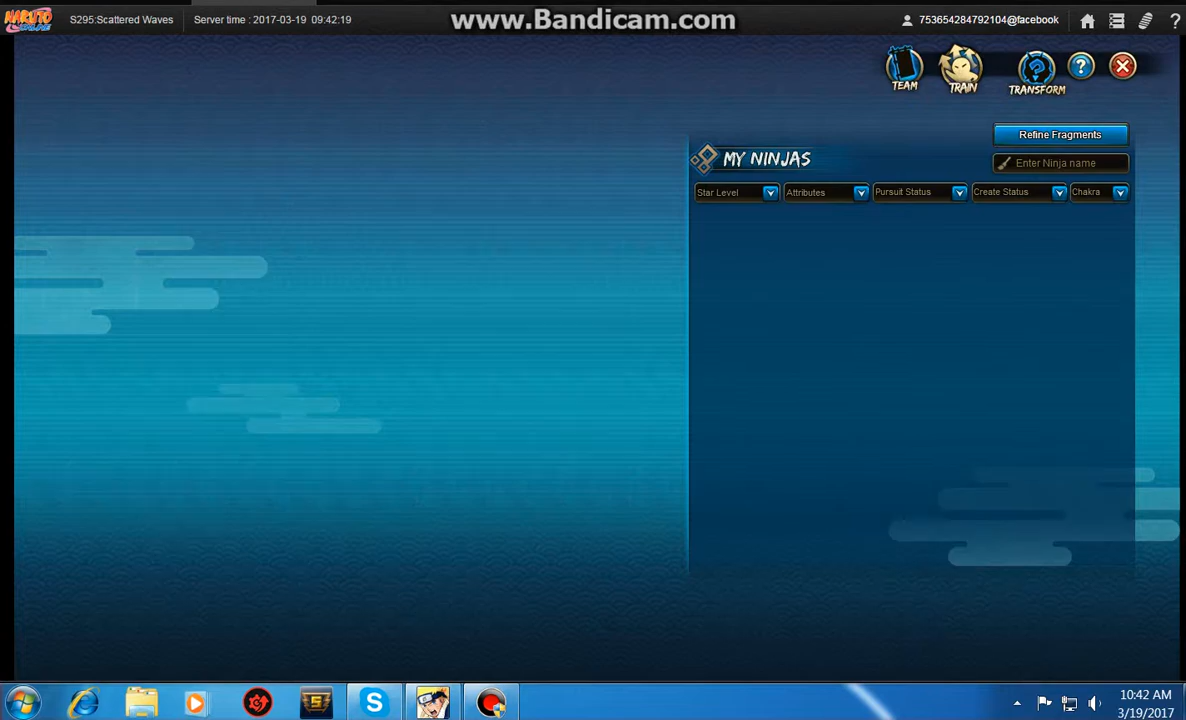 NARUTO
ONLINE
S295:Scattered Waves
Server time : 2017-03-19 09:42:19
www.Bandicam.com
753654284792104@facebook
?
TEAM
TRAIN
?
TRANSFORM
?
Refine Fragments
MY NINJAS
Enter Ninja name
Star Level
Attributes
Pursuit Status
Create Status
Chakra
S
S
10:42 AM
3/19/2017